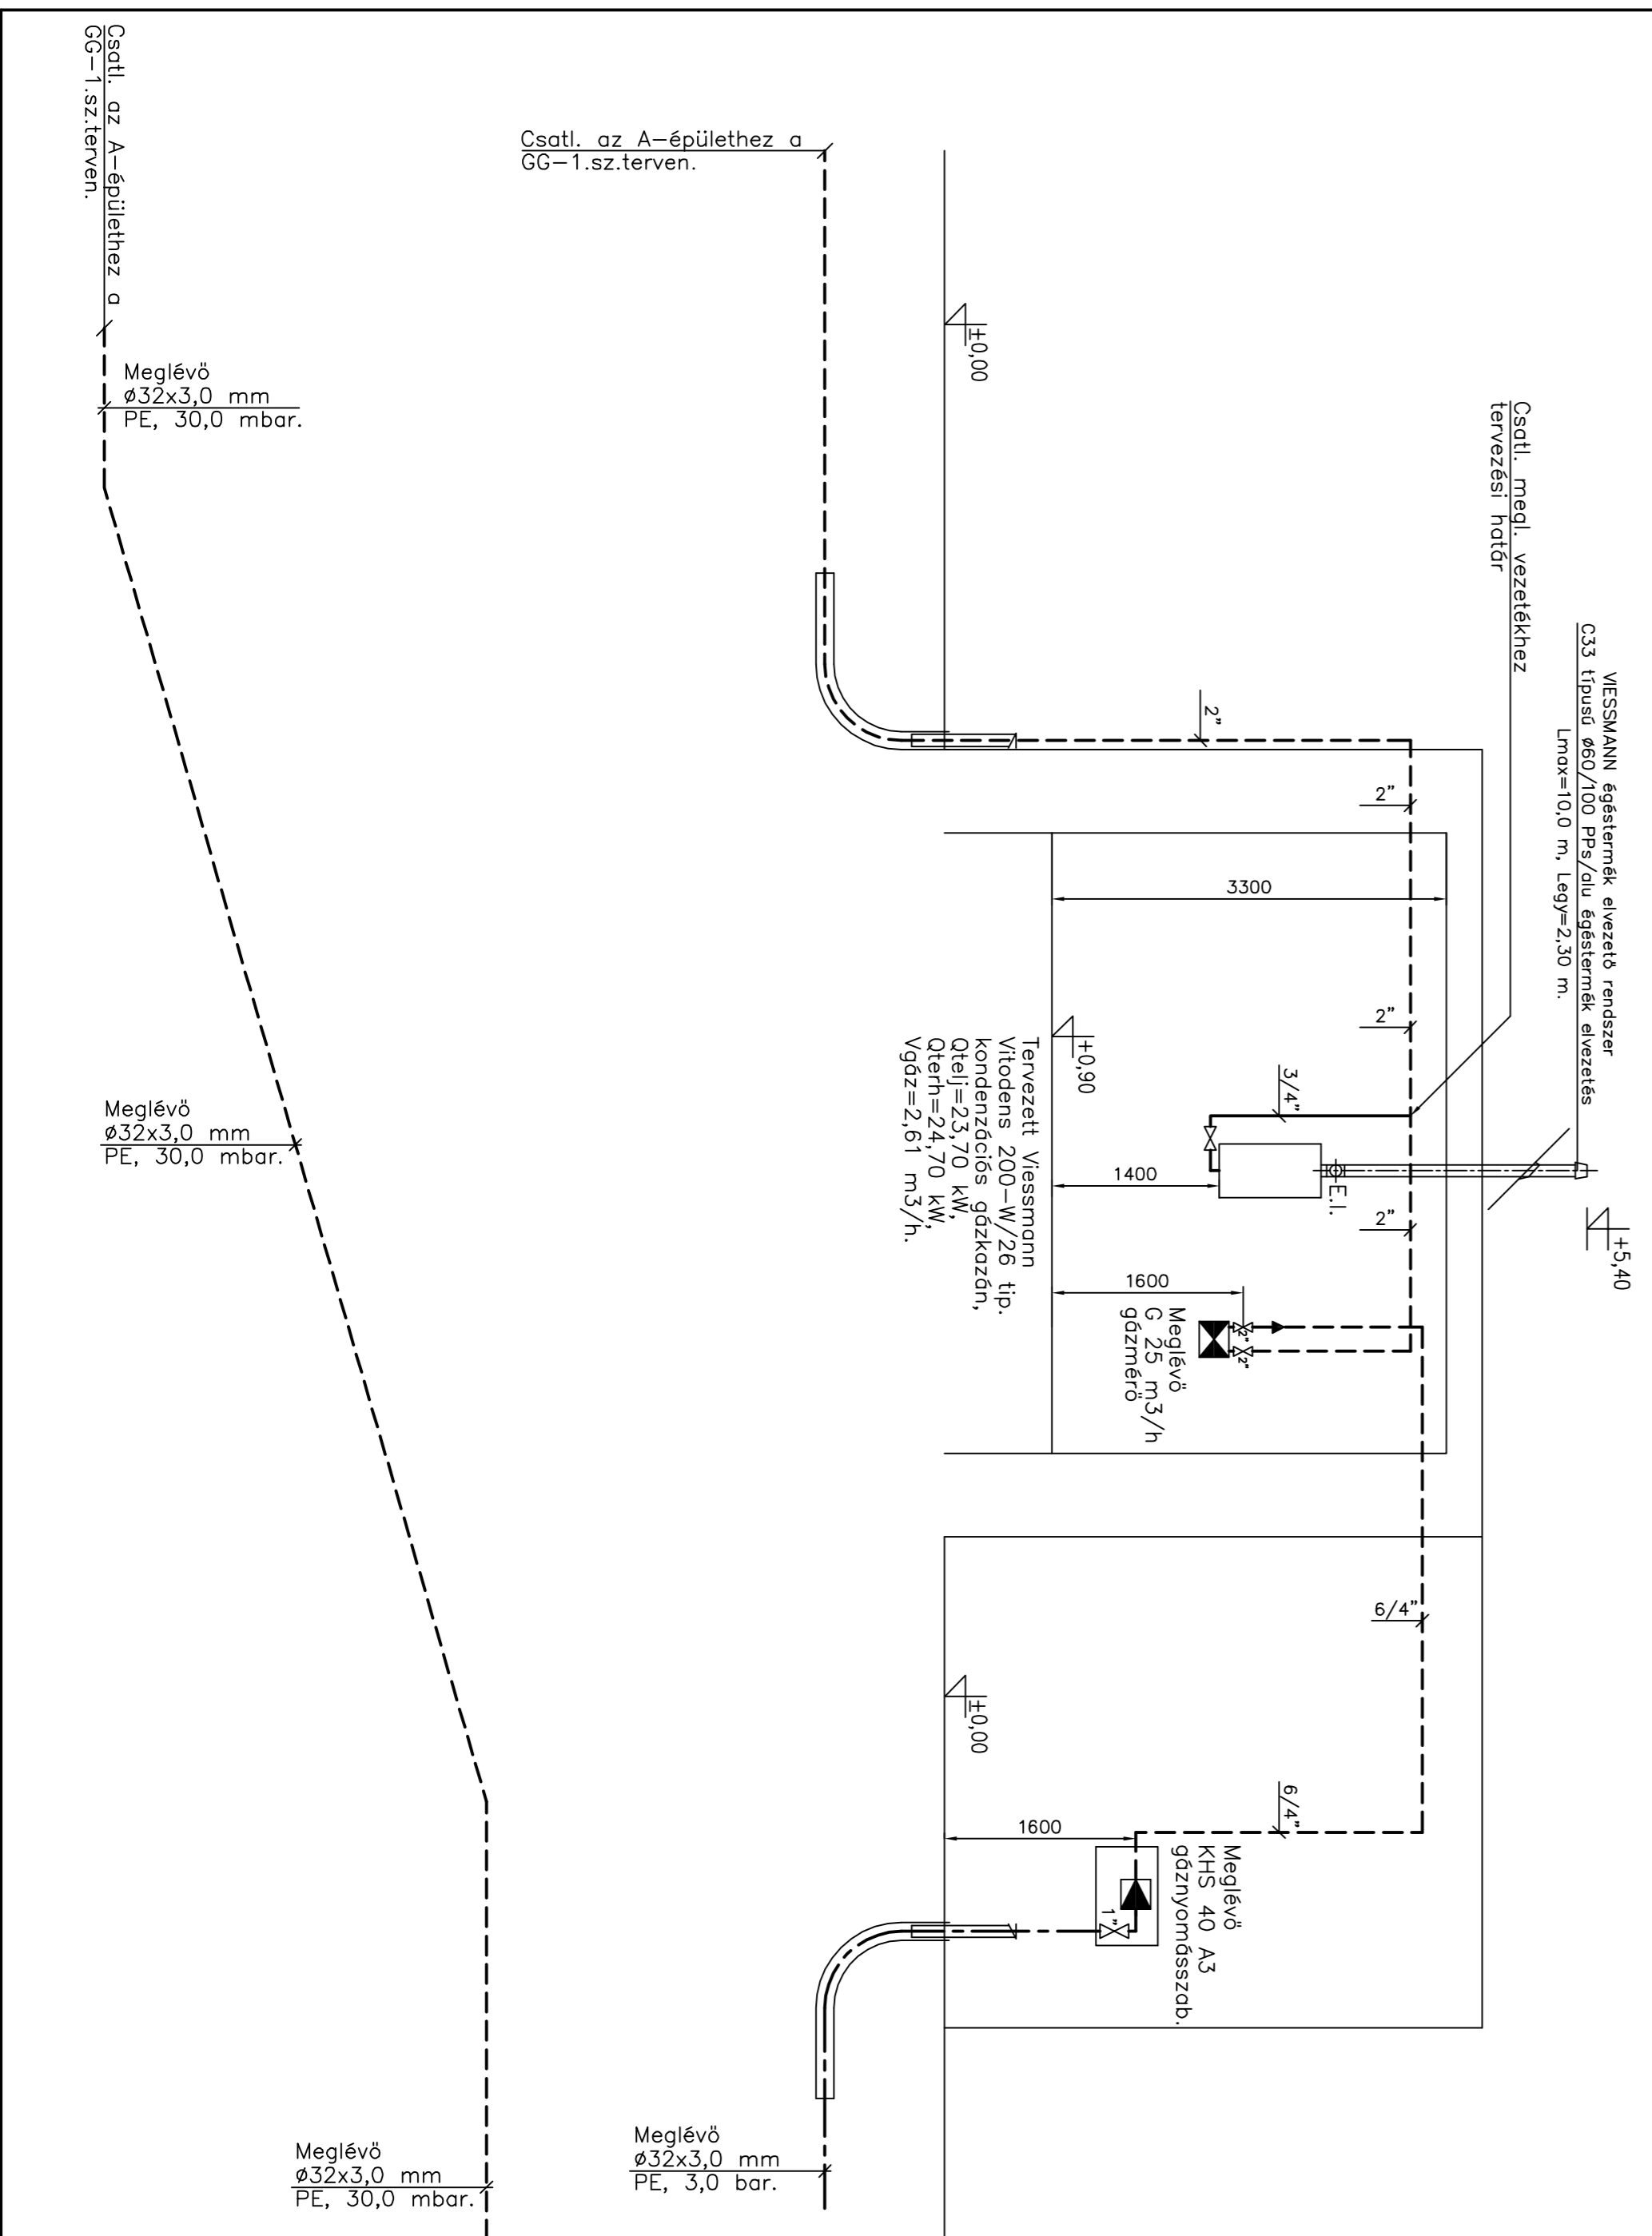 Csatl. az A-épülethez a
GG-1.sz.terven.
Meglévő
ø32x3,0 mm
PE, 30,0 mbar.
Csatl. az A-épülethez a
GG-1.sz.terven.
±0,00
Csatl. megl. vezetékhez
tervezési határ
VIESSMANN égéstermék elvezető rendszer
C33 típusú ø60/100 PPs/alu égéstermék elvezetés
Lmax=10,0 m, Legy=2,30 m.
2"
2"
3300
2"
+0,90
3/4"
Tervezett Viessmann
Vitodens 200-W/26 tip.
kondenzációs gázkazán,
Qtelj=23,70 kW,
Qterh=24,70 kW,
Vgáz=2,61 m3/h.
1400
E.I.
2"
+5,40
1600
2"
2"
Meglévő
G 25 m3/h
gázmérő
Meglévő
ø32x3,0 mm
PE, 30,0 mbar.
6/4"
±0,00
6/4"
1600
Meglévő
KHS 40 A3
gáznyomásszab.
1"
Meglévő
ø32x3,0 mm
PE, 3,0 bar.
Meglévő
ø32x3,0 mm
PE, 30,0 mbar.